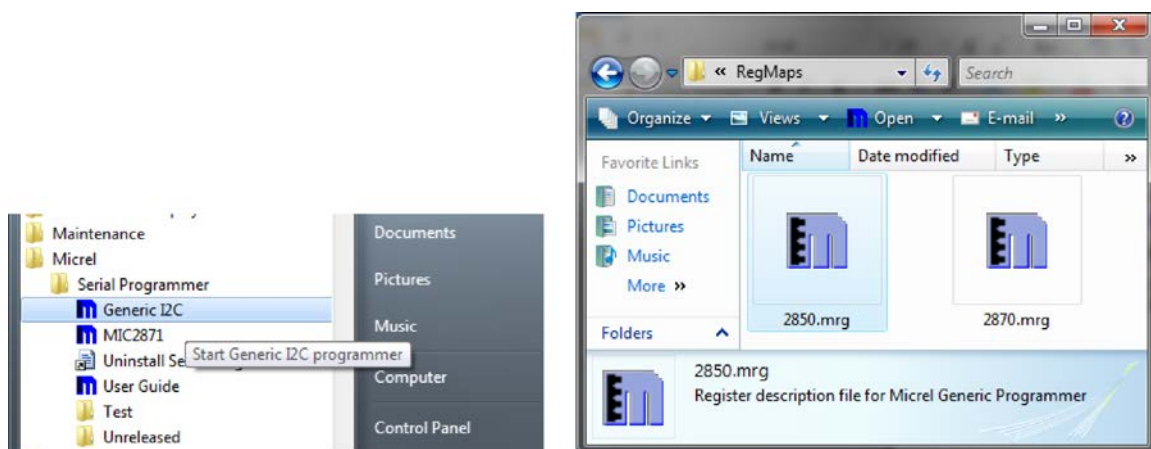 Maintenance
Micrel
Serial Programmer
Generic I2C
MIC2871
Start Generic I2C programmer
Uninstall Se
User Guide
Test
Unreleased
Documents
Pictures
Music
Computer
Control Panel
« RegMaps
Search
Organize
Views
Open
E-mail »
Favorite Links
Documents
Pictures
Music
More »
Folders
Name Date modified Type »
2850.mrg
2870.mrg
2850.mrg
Register description file for Micrel Generic Programmer